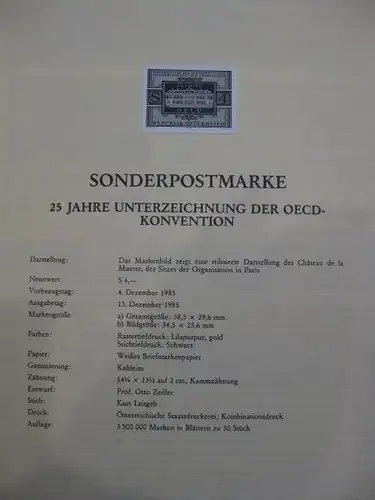 S
4
OECD
REPUBLIK ÖSTERREICH
SONDERPOSTMARKE
25 JAHRE UNTERZEICHNUNG DER OECD-
KONVENTION
Darstellung: Das Markenbild zeigt eine stilisierte Darstellung des Château de la
Muette, des Sitzes der Organisation in Paris
Nennwert: S 4,—
Vorbezugstag: 4. Dezember 1985
Ausgabetag: 13. Dezember 1985
Markengröße: a) Gesamtgröße: 38,5 × 29,6 mm
b) Bildgröße: 34,5 × 25,6 mm
Farben: Rastertiefdruck: Lilapurpur, gold
Stichtiefdruck: Schwarz
Papier: Weißes Briefmarkenpapier
Gummierung: Kaltleim
Zähnung: 14¼ × 13½ auf 2 cm, Kammzähnung
Entwurf: Prof. Otto Zeiller
Stich: Kurt Leitgeb
Druck: Österreichische Staatsdruckerei; Kombinationsdruck
Auflage: 3.500 000 Marken in Blättern zu 50 Stück